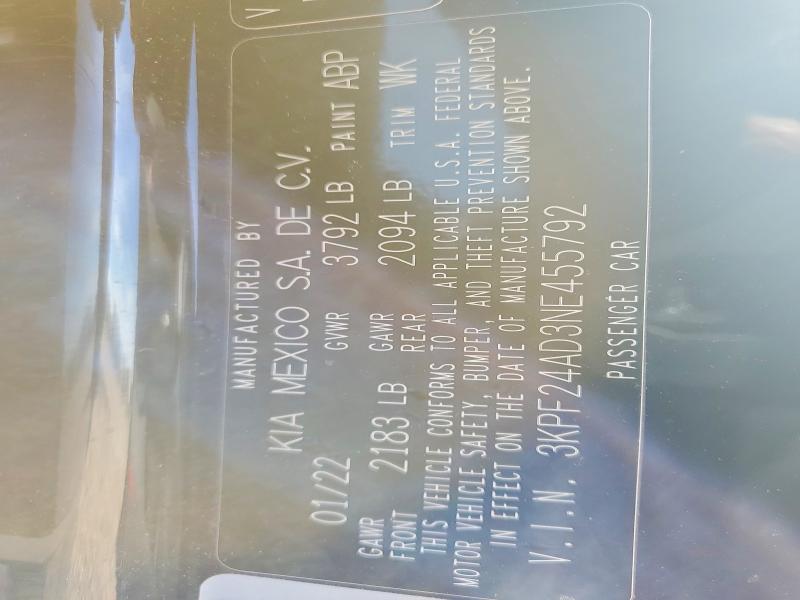 MANUFACTURED BY
KIA MEXICO S.A. DE C.V.
01/22 GVWR 3792 LB PAINT ABP
GAWR FRONT 2183 LB GAWR REAR 2094 LB TRIM WK
THIS VEHICLE CONFORMS TO ALL APPLICABLE U.S.A. FEDERAL
MOTOR VEHICLE SAFETY, BUMPER, AND THEFT PREVENTION STANDARDS
IN EFFECT ON THE DATE OF MANUFACTURE SHOWN ABOVE.
V.I.N. 3KPF24AD3NE455792
PASSENGER CAR